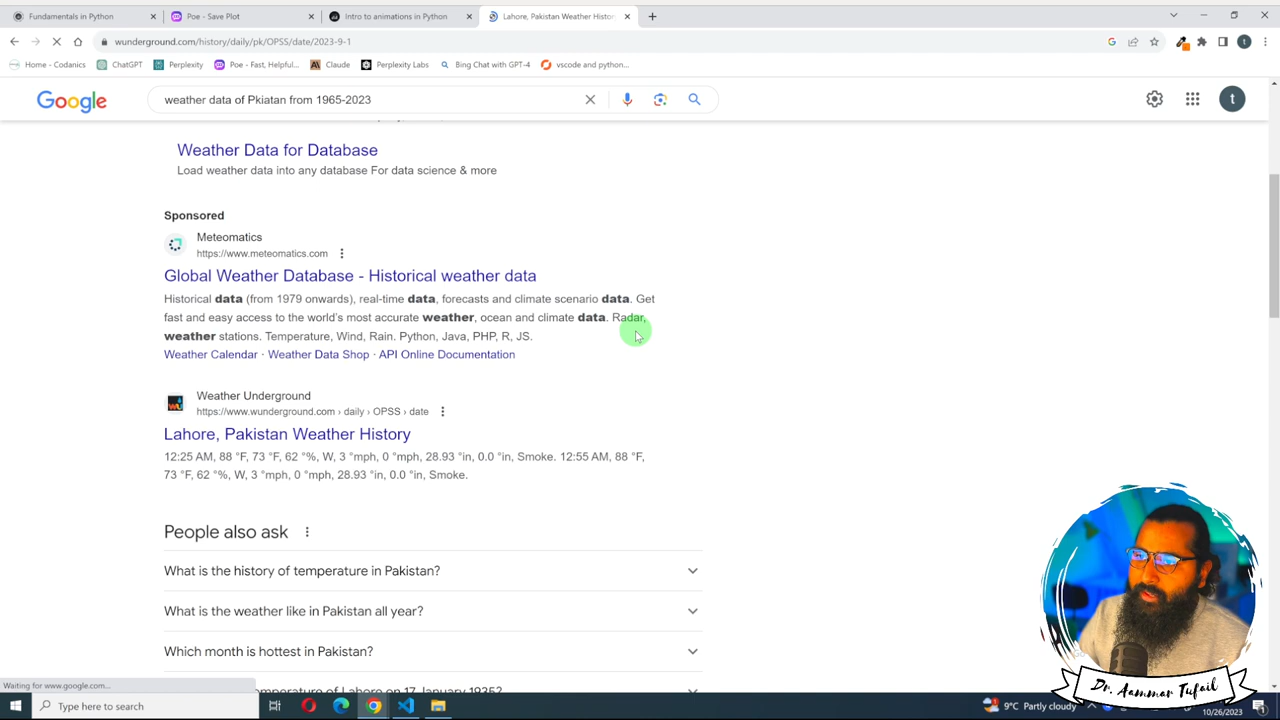 Fundamentals in Python
Poe - Save Plot
Intro to animations in Python
Lahore, Pakistan Weather Histor
wunderground.com/history/daily/pk/OPSS/date/2023-9-1
Home - Codanics
ChatGPT
Perplexity
Poe - Fast, Helpful...
Claude
Perplexity Labs
Bing Chat with GPT-4
vscode and python...
Google
weather data of Pkiatan from 1965-2023
t
Weather Data for Database
Load weather data into any database For data science & more
Sponsored
Meteomatics
https://www.meteomatics.com
Global Weather Database - Historical weather data
Historical data (from 1979 onwards), real-time data, forecasts and climate scenario data. Get
fast and easy access to the world's most accurate weather, ocean and climate data. Radar,
weather stations. Temperature, Wind, Rain. Python, Java, PHP, R, JS.
Weather Calendar · Weather Data Shop · API Online Documentation
Weather Underground
https://www.wunderground.com › daily › OPSS › date
Lahore, Pakistan Weather History
12:25 AM, 88 °F, 73 °F, 62 °%, W, 3 °mph, 0 °mph, 28.93 °in, 0.0 °in, Smoke. 12:55 AM, 88 °F,
73 °F, 62 °%, W, 3 °mph, 0 °mph, 28.93 °in, 0.0 °in, Smoke.
People also ask
What is the history of temperature in Pakistan?
What is the weather like in Pakistan all year?
Which month is hottest in Pakistan?
temperature of Lahore on 17 January 1935?
Waiting for www.google.com...
Type here to search
9°C Partly cloudy
10/26/2023
Dr. Aammar Tufail